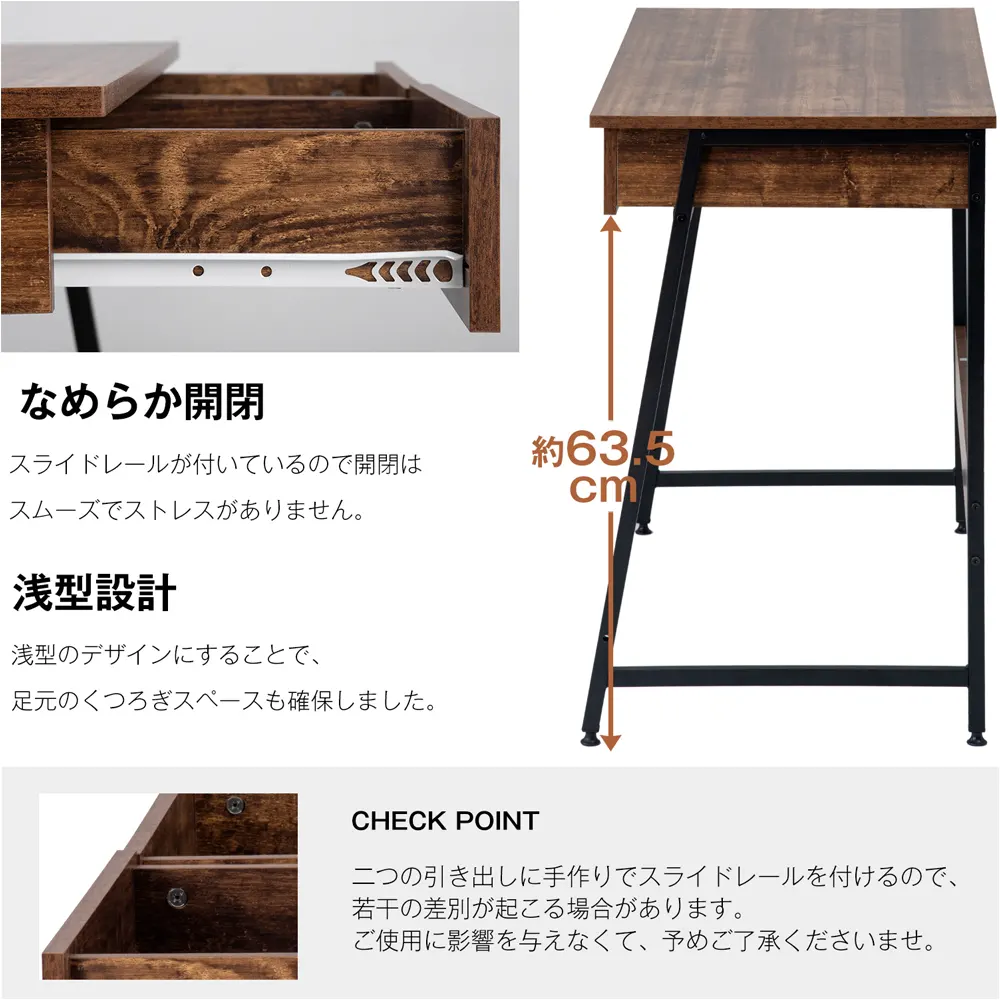 なめらか開閉
スライドレールが付いているので開閉は
スムーズでストレスがありません。
約63.5
cm
浅型設計
浅型のデザインにすることで、
足元のくつろぎスペースも確保しました。
CHECK POINT
二つの引き出しに手作りでスライドレールを付けるので、
若干の差別が起こる場合があります。
ご使用に影響を与えなくて、予めご了承くださいませ。